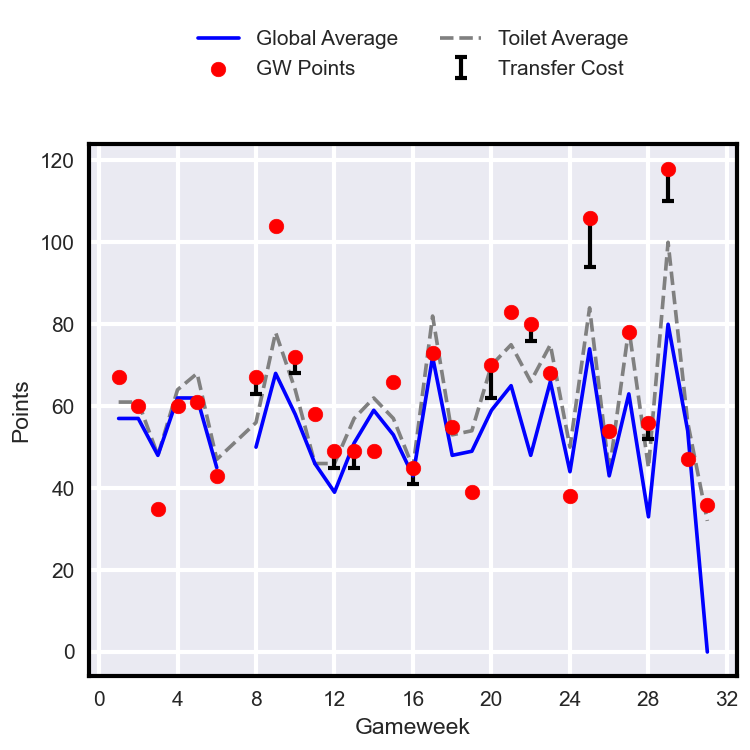 Global Average
Toilet Average
GW Points
Transfer Cost
120
100
80
60
40
20
0
Points
0 4 8 12 16 20 24 28 32
Gameweek